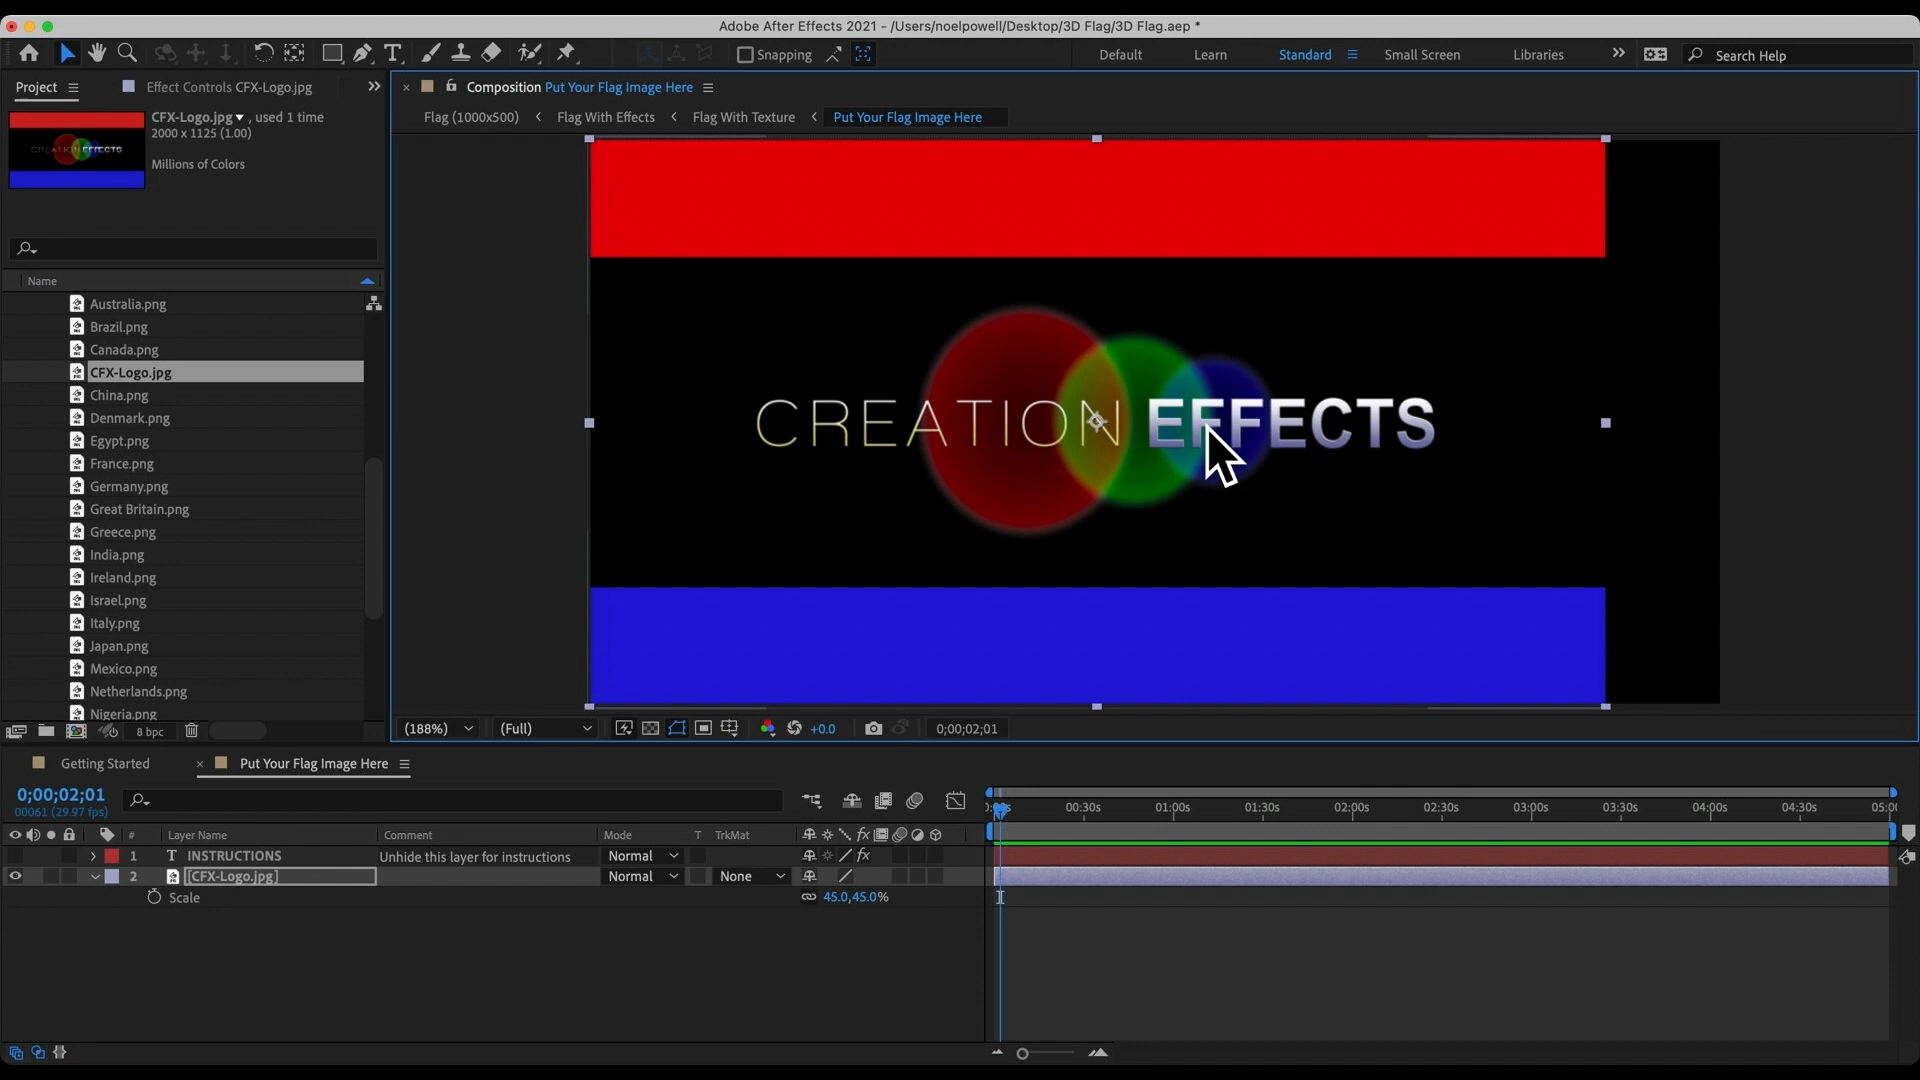 Adobe After Effects 2021 - /Users/noelpowell/Desktop/3D Flag/3D Flag.aep *
Snapping
Default
Learn
Standard
Small Screen
Libraries
Search Help
Project
Effect Controls CFX-Logo.jpg
CFX-Logo.jpg , used 1 time
2000 x 1125 (1.00)
Millions of Colors
CREATION EFFECTS
Name
Australia.png
Brazil.png
Canada.png
CFX-Logo.jpg
China.png
Denmark.png
Egypt.png
France.png
Germany.png
Great Britain.png
Greece.png
India.png
Ireland.png
Israel.png
Italy.png
Japan.png
Mexico.png
Netherlands.png
Nigeria.png
8 bpc
Composition Put Your Flag Image Here
Flag (1000x500)
Flag With Effects
Flag With Texture
Put Your Flag Image Here
CREATION EFFECTS
(188%)
(Full)
+0.0
0;00;02;01
Getting Started
Put Your Flag Image Here
0;00;02;01
00061 (29.97 fps)
# Layer Name Comment Mode T TrkMat
1 T INSTRUCTIONS Unhide this layer for instructions Normal
2 [CFX-Logo.jpg] Normal None
Scale 45.0,45.0%
00:30s 01:00s 01:30s 02:00s 02:30s 03:00s 03:30s 04:00s 04:30s